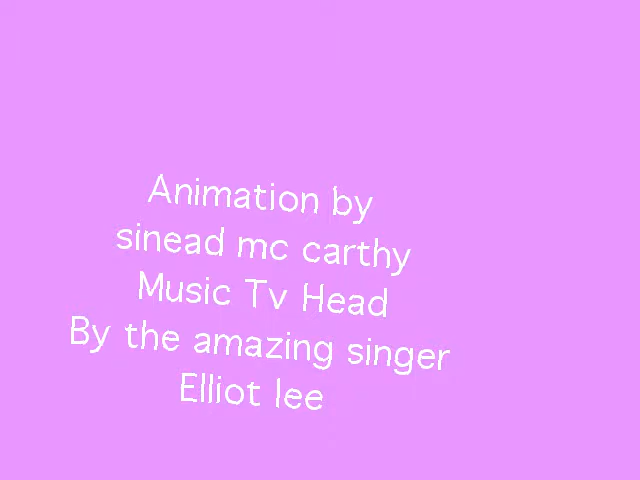 Animation by
sinead mc carthy
Music Tv Head
By the amazing singer
Elliot lee